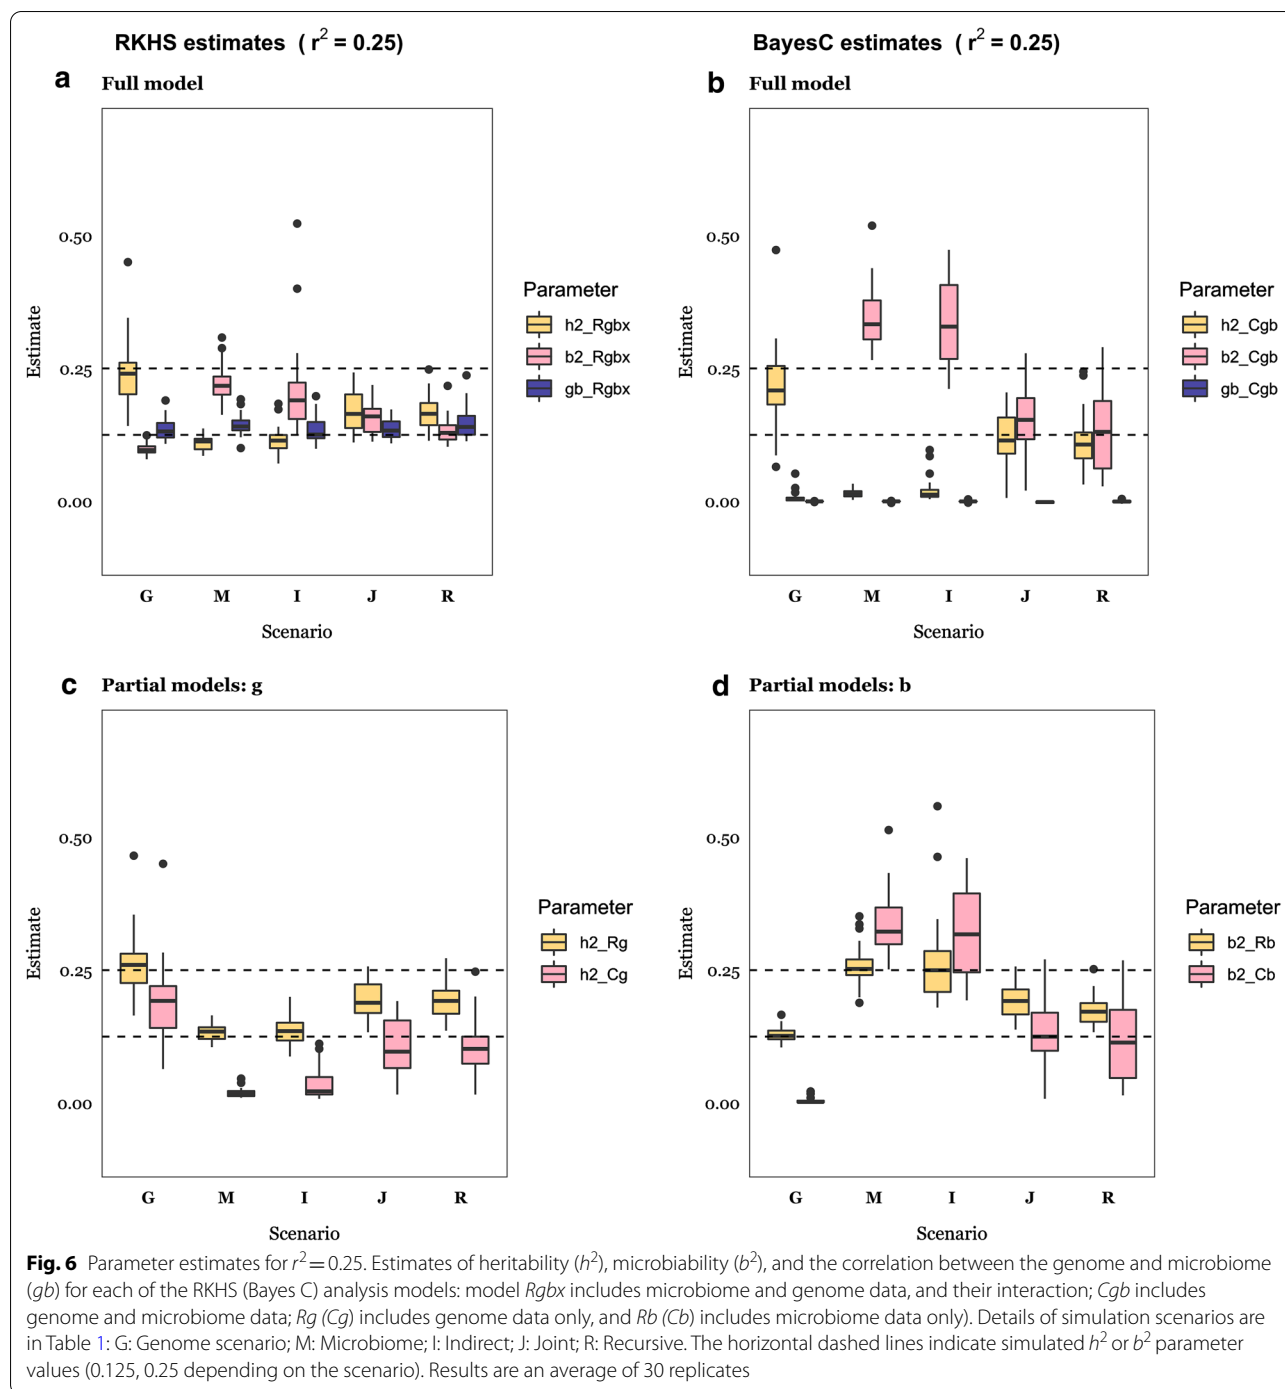 RKHS estimates ( r² = 0.25)
BayesC estimates ( r² = 0.25)
a Full model
0.50
0.25
0.00
Estimate
G M I J R
Scenario
Parameter
h2_Rgbx
b2_Rgbx
gb_Rgbx
b Full model
0.50
0.25
0.00
Estimate
G M I J R
Scenario
Parameter
h2_Cgb
b2_Cgb
gb_Cgb
c Partial models: g
0.50
0.25
0.00
Estimate
G M I J R
Scenario
Parameter
h2_Rg
h2_Cg
d Partial models: b
0.50
0.25
0.00
Estimate
G M I J R
Scenario
Parameter
b2_Rb
b2_Cb
Fig. 6 Parameter estimates for r² = 0.25. Estimates of heritability (h²), microbiability (b²), and the correlation between the genome and microbiome
(gb) for each of the RKHS (Bayes C) analysis models: model Rgbx includes microbiome and genome data, and their interaction; Cgb includes
genome and microbiome data; Rg (Cg) includes genome data only, and Rb (Cb) includes microbiome data only). Details of simulation scenarios are
in Table 1: G: Genome scenario; M: Microbiome; I: Indirect; J: Joint; R: Recursive. The horizontal dashed lines indicate simulated h² or b² parameter
values (0.125, 0.25 depending on the scenario). Results are an average of 30 replicates